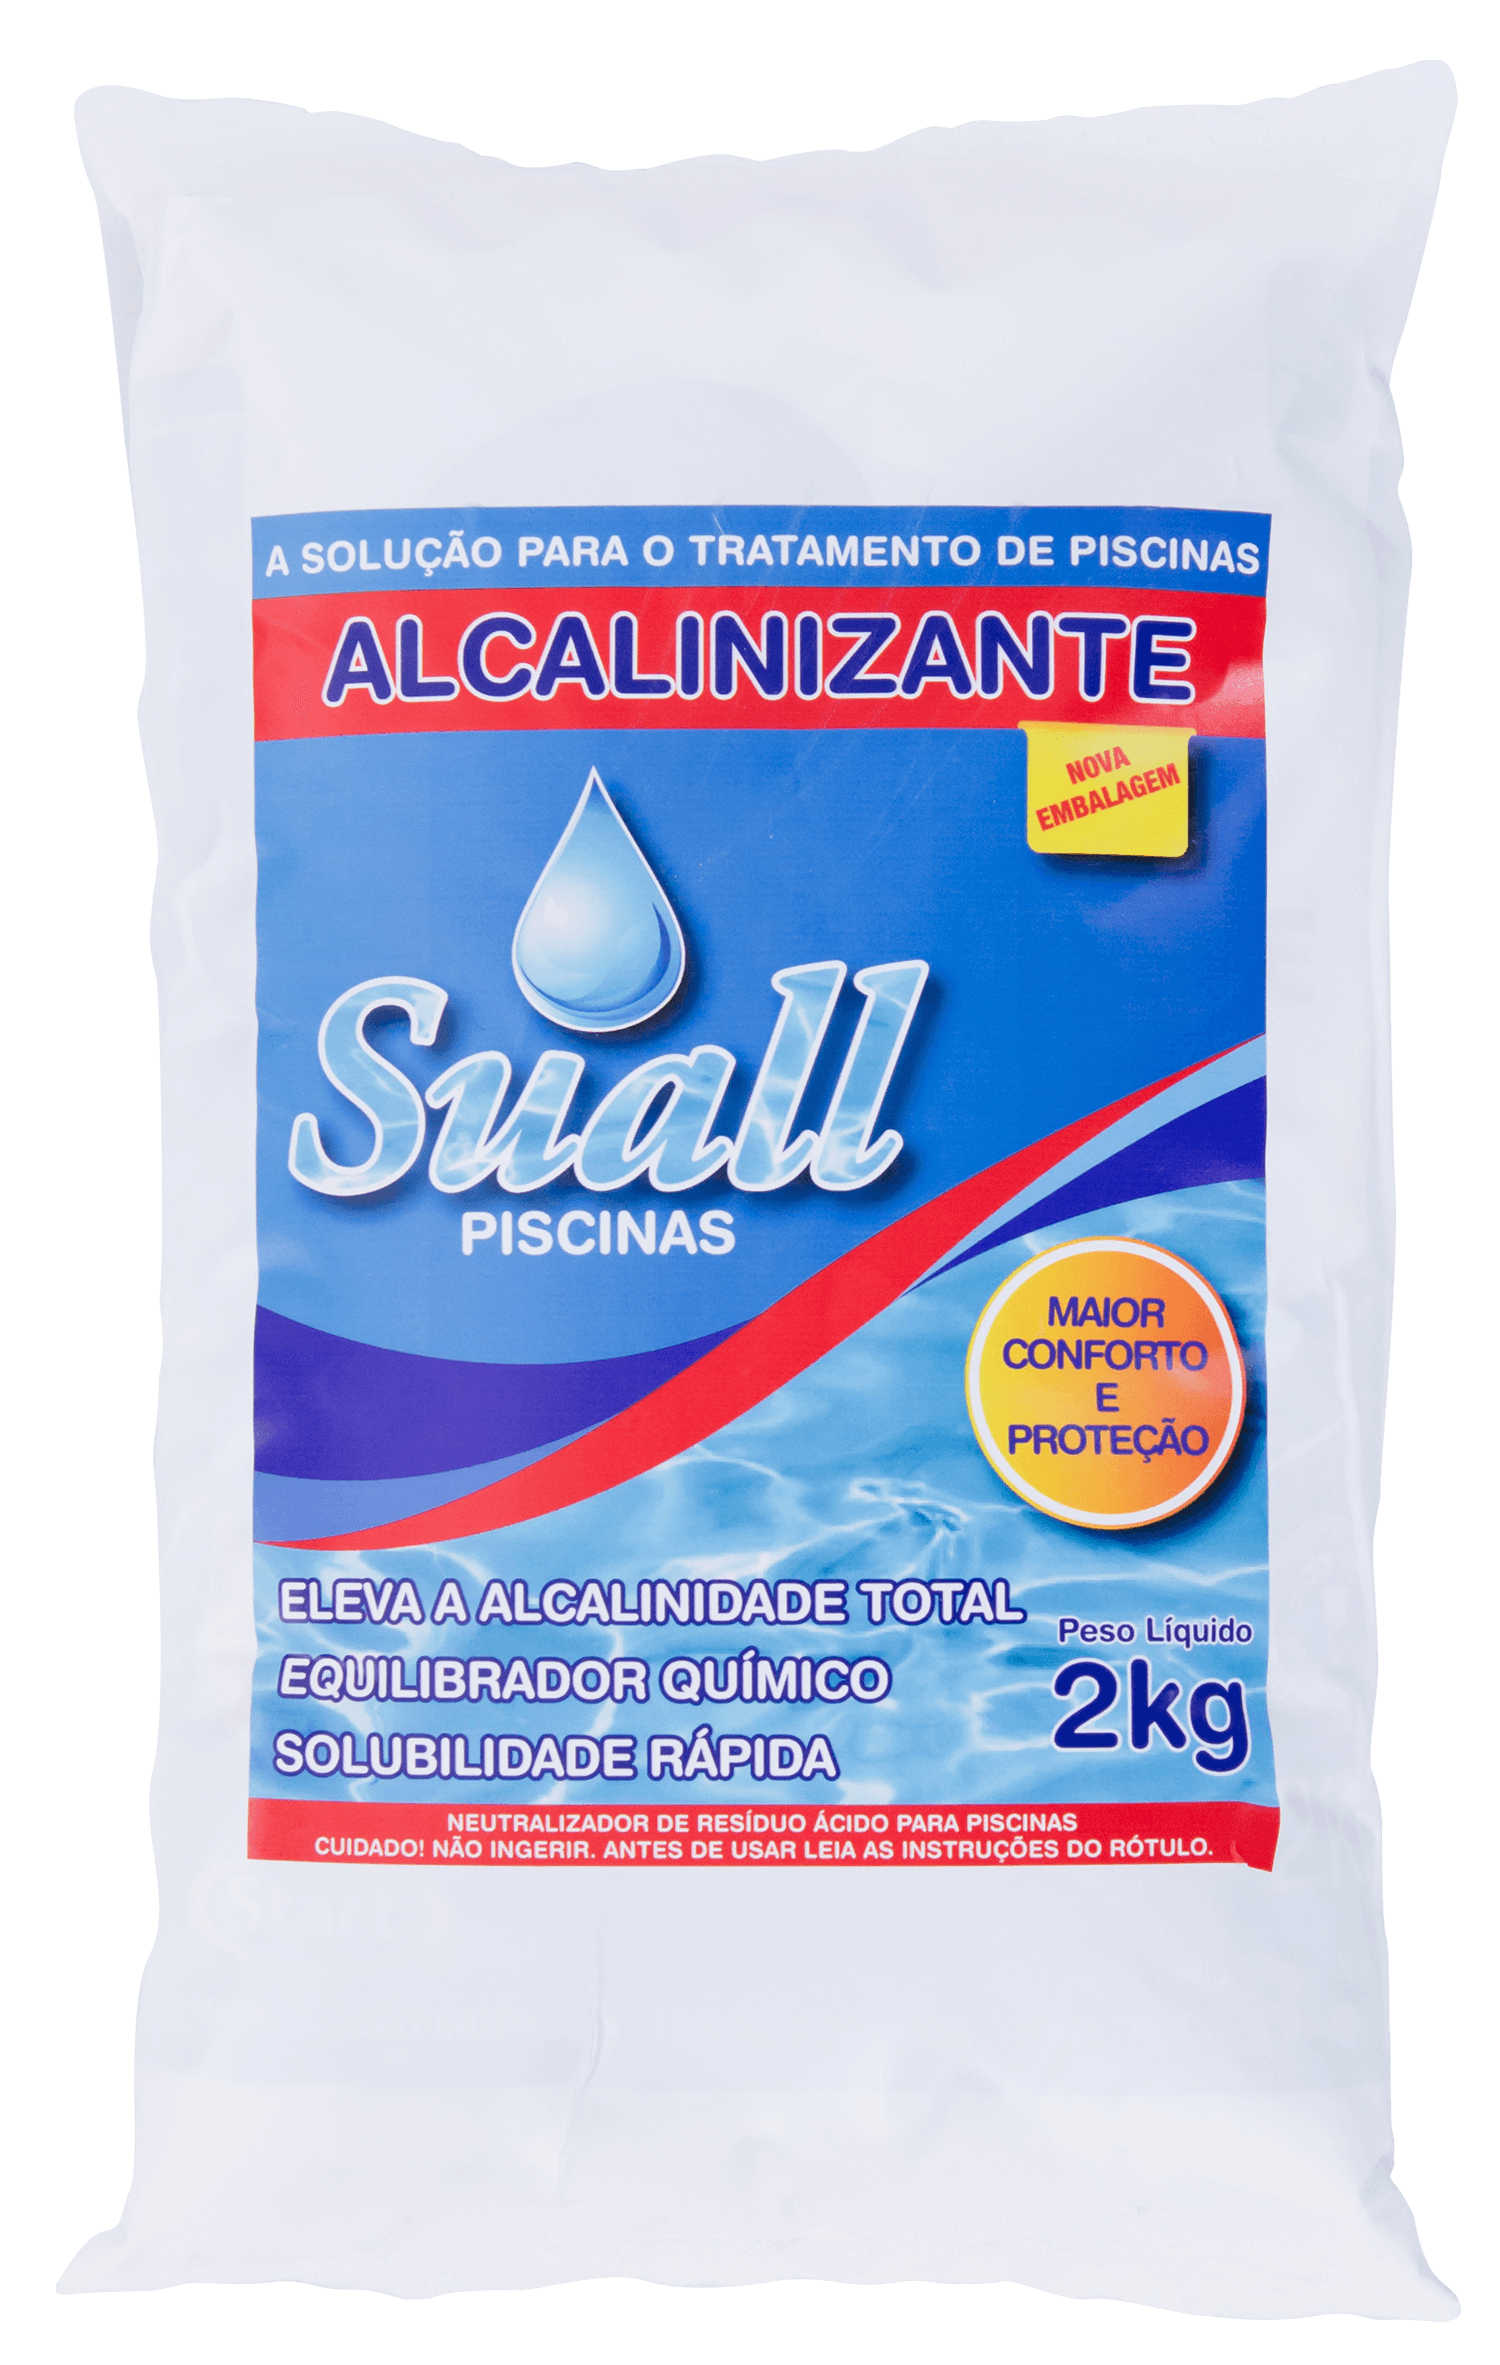 A SOLUÇÃO PARA O TRATAMENTO DE PISCINAS
ALCALINIZANTE
NOVA
EMBALAGEM
Suall
PISCINAS
MAIOR
CONFORTO
E
PROTEÇÃO
ELEVA A ALCALINIDADE TOTAL
EQUILIBRADOR QUÍMICO
SOLUBILIDADE RÁPIDA
Peso Líquido
2kg
NEUTRALIZADOR DE RESÍDUO ÁCIDO PARA PISCINAS
CUIDADO! NÃO INGERIR. ANTES DE USAR LEIA AS INSTRUÇÕES DO RÓTULO.